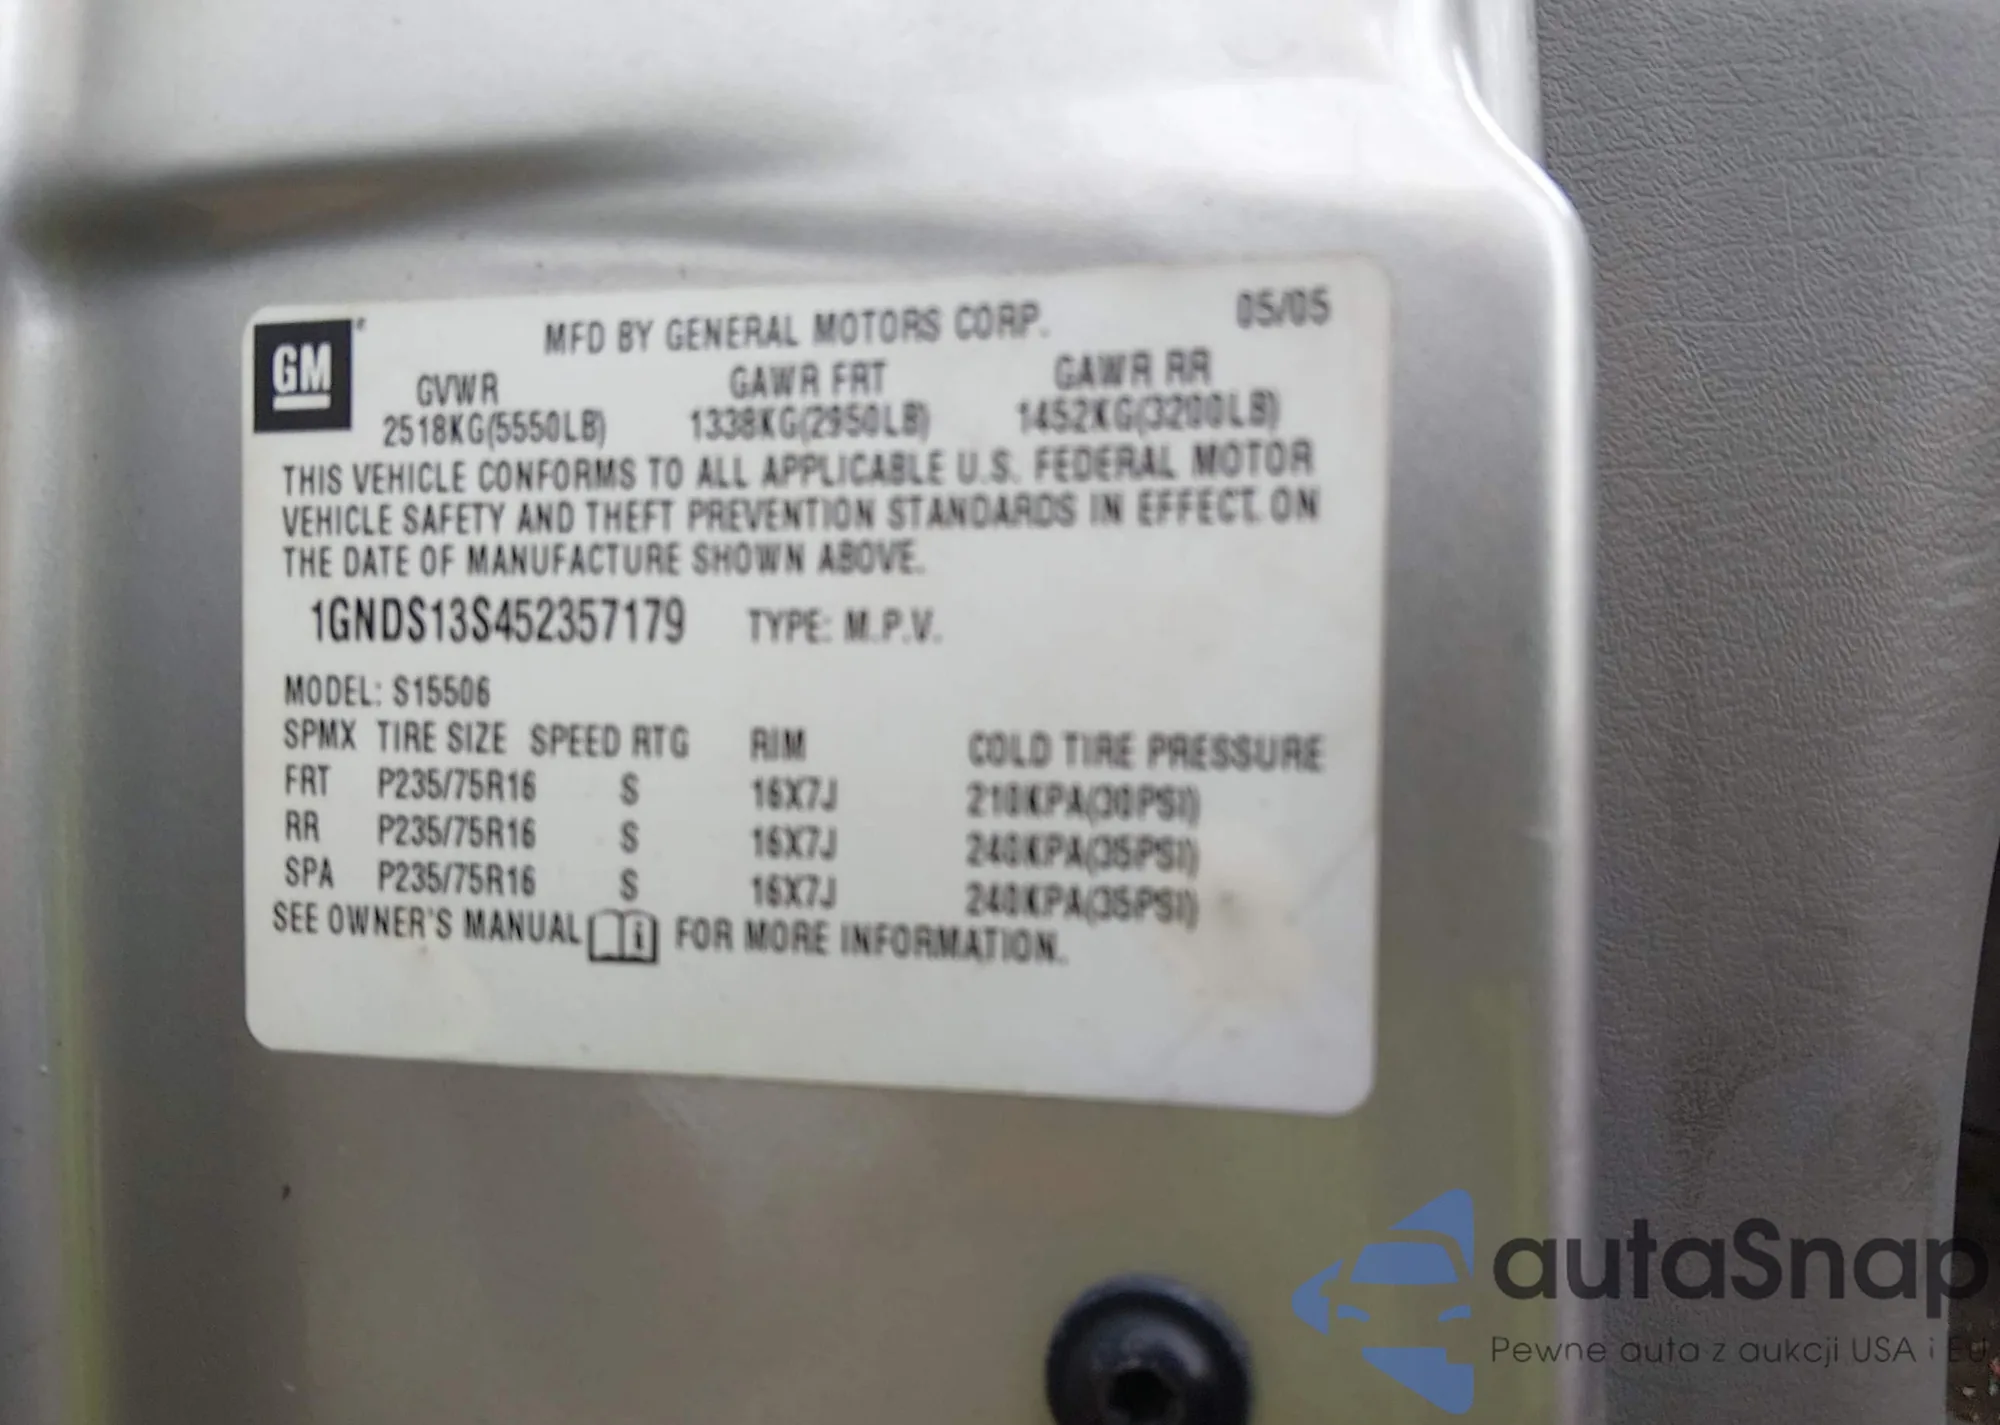 GM
MFD BY GENERAL MOTORS CORP. 05/05
GVWR GAWR FRT GAWR RR
2518KG(5550LB) 1338KG(2950LB) 1452KG(3200LB)
THIS VEHICLE CONFORMS TO ALL APPLICABLE U.S. FEDERAL MOTOR
VEHICLE SAFETY AND THEFT PREVENTION STANDARDS IN EFFECT ON
THE DATE OF MANUFACTURE SHOWN ABOVE.
1GNDS13S452357179 TYPE: M.P.V.
MODEL: S15506
SPMX TIRE SIZE SPEED RTG RIM COLD TIRE PRESSURE
FRT P235/75R16 S 16X7J 210KPA(30PSI)
RR P235/75R16 S 16X7J 240KPA(35PSI)
SPA P235/75R16 S 16X7J 240KPA(35PSI)
SEE OWNER'S MANUAL i FOR MORE INFORMATION.
autaSnap
Pewne auta z aukcji USA i EU